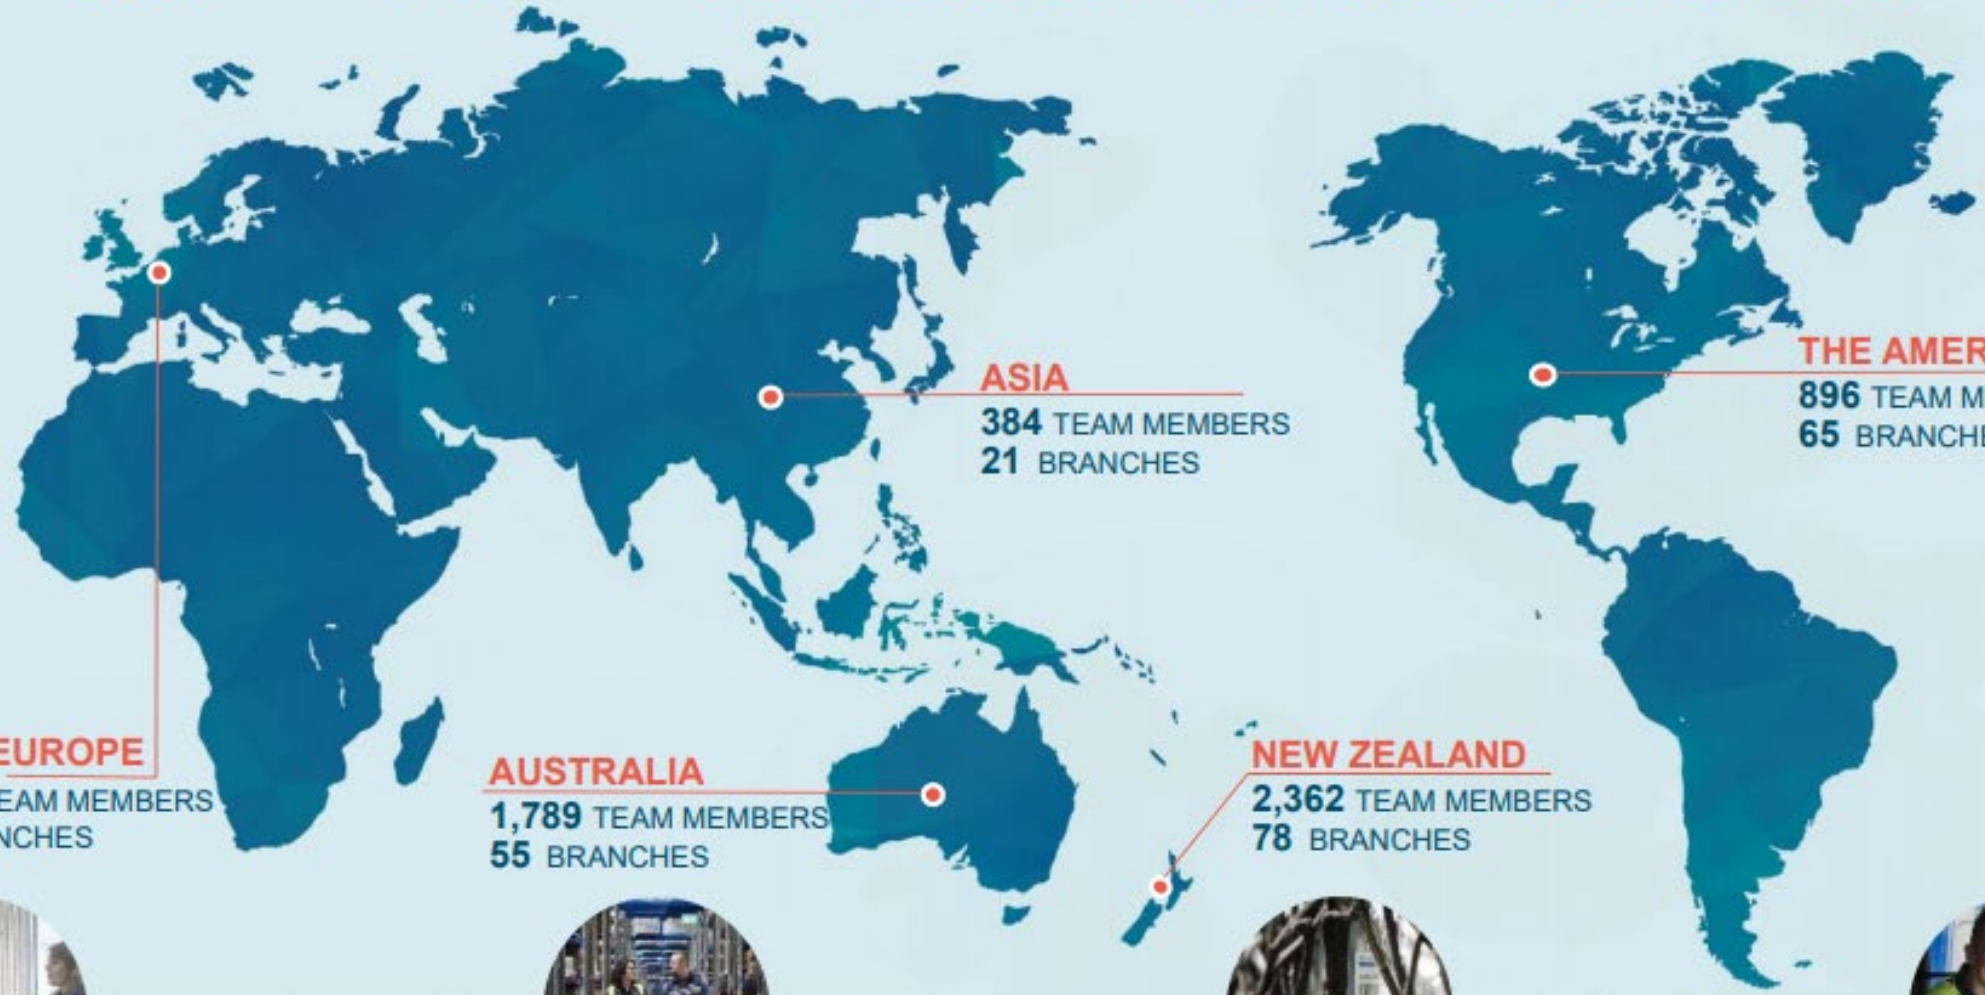 ASIA
384 TEAM MEMBERS
21 BRANCHES
THE AMER
896 TEAM M
65 BRANCHE
EUROPE
EAM MEMBERS
NCHES
AUSTRALIA
1,789 TEAM MEMBERS
55 BRANCHES
NEW ZEALAND
2,362 TEAM MEMBERS
78 BRANCHES